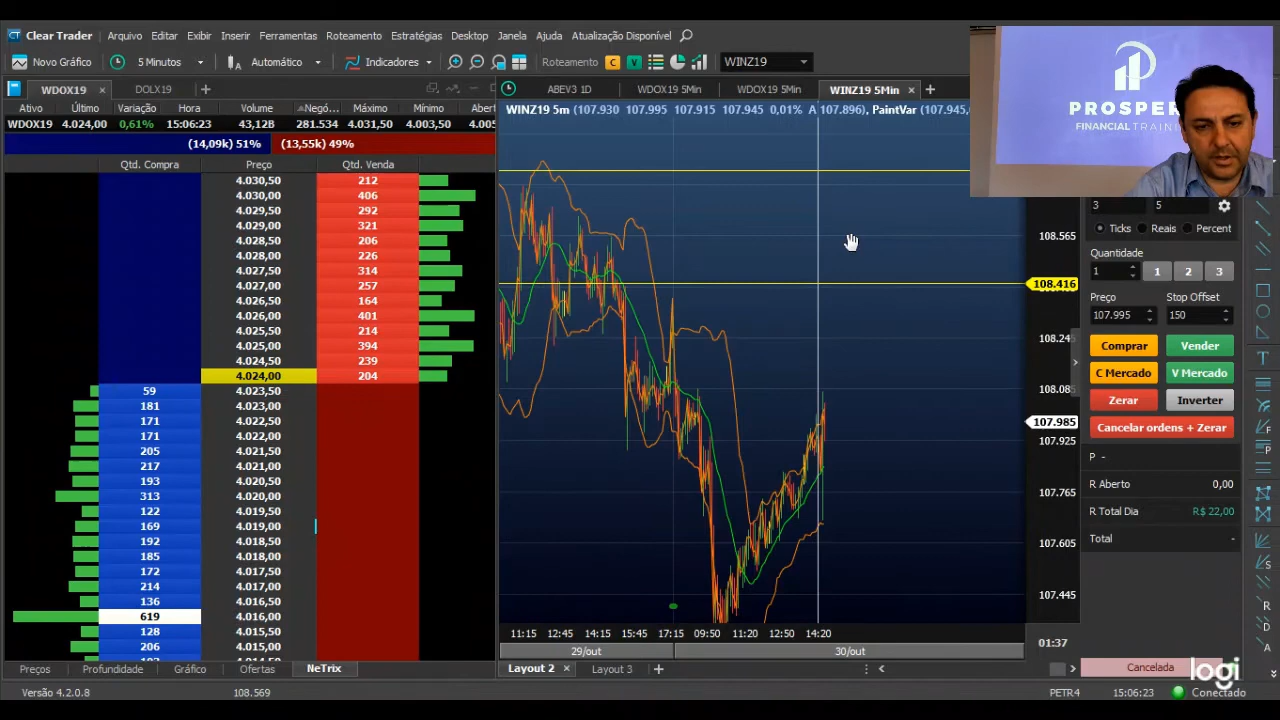 CT Clear Trader Arquivo Editar Exibir Inserir Ferramentas Roteamento Estratégias Desktop Janela Ajuda Atualização Disponível
Novo Gráfico 5 Minutos Automático Indicadores Roteamento C V WINZ19
PROSPER
FINANCIAL TRAINI
WDOX19 DOLX19
ABEV3 1D WDOX19 5Min WDOX19 5Min WINZ19 5Min
Ativo Último Variação Hora Volume Negó... Máximo Mínimo Abert
WDOX19 4.024,00 0,61% 15:06:23 43,12B 281.534 4.031,50 4.003,50 4.005
(14,09k) 51% (13,55k) 49%
Qtd. Compra Preço Qtd. Venda
4.030,50 212
4.030,00 406
4.029,50 292
4.029,00 321
4.028,50 206
4.028,00 226
4.027,50 314
4.027,00 257
4.026,50 164
4.026,00 401
4.025,50 214
4.025,00 394
4.024,50 239
4.024,00 204
59 4.023,50
181 4.023,00
171 4.022,50
171 4.022,00
205 4.021,50
217 4.021,00
193 4.020,50
313 4.020,00
122 4.019,50
169 4.019,00
192 4.018,50
185 4.018,00
172 4.017,50
214 4.017,00
136 4.016,50
619 4.016,00
128 4.015,50
206 4.015,00
WINZ19 5m (107.930 107.995 107.915 107.945 0,01% A 107.896), PaintVar (107.945,
108.565
108.416
108.245
108.085
107.985
107.925
107.765
107.605
107.445
11:15 12:45 14:15 15:45 17:15 09:50 11:20 12:50 14:20
29/out 30/out
01:37
3 5
Ticks Reais Percent
Quantidade
1 1 2 3
Preço Stop Offset
107.995 150
Comprar Vender
C Mercado V Mercado
Zerar Inverter
Cancelar ordens + Zerar
P -
R Aberto 0,00
R Total Dia R$ 22,00
Total -
Preços Profundidade Gráfico Ofertas NeTrix
Layout 2 Layout 3
Cancelada
logi
Versão 4.2.0.8 108.569 PETR4 15:06:23 Conectado